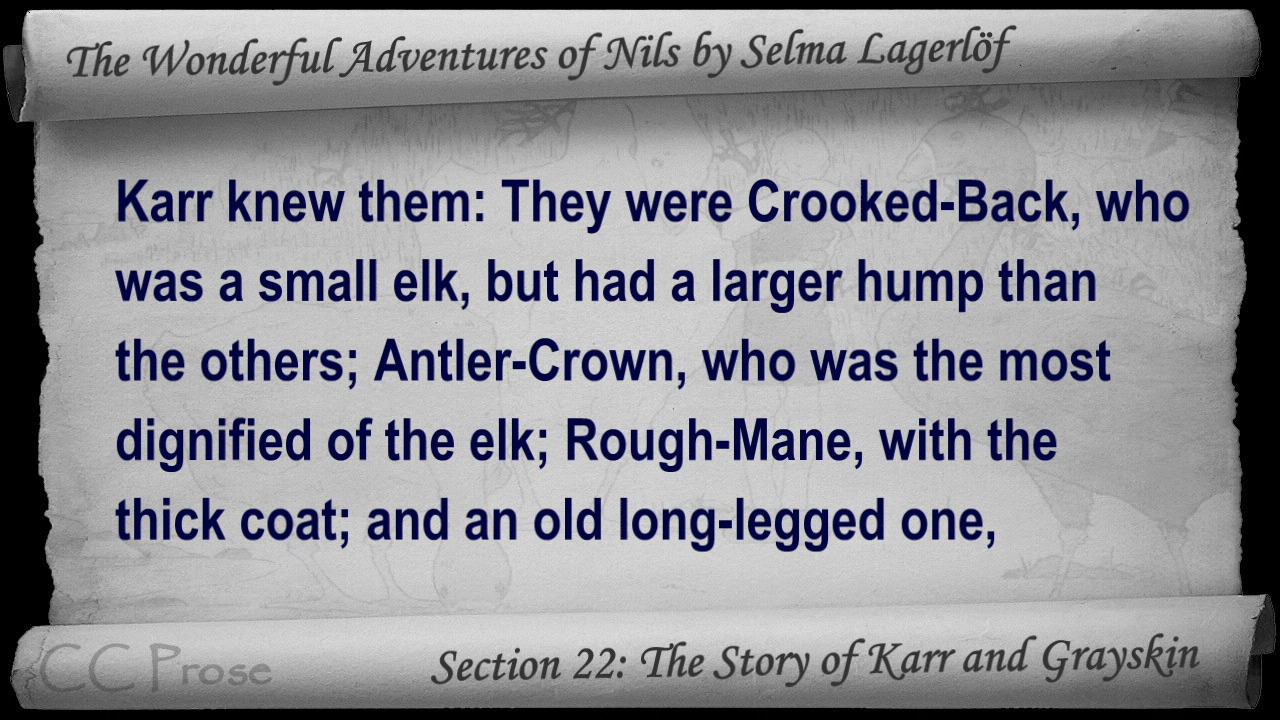 The Wonderful Adventures of Nils by Selma Lagerlöf
Karr knew them: They were Crooked-Back, who
was a small elk, but had a larger hump than
the others; Antler-Crown, who was the most
dignified of the elk; Rough-Mane, with the
thick coat; and an old long-legged one,
CC Prose
Section 22: The Story of Karr and Grayskin